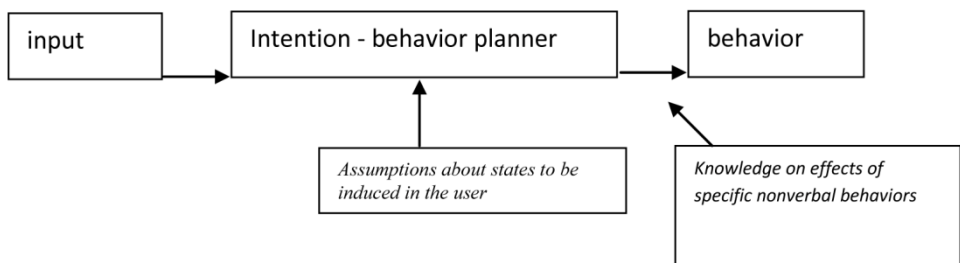 input
Intention - behavior planner
behavior
Assumptions about states to be
induced in the user
Knowledge on effects of
specific nonverbal behaviors